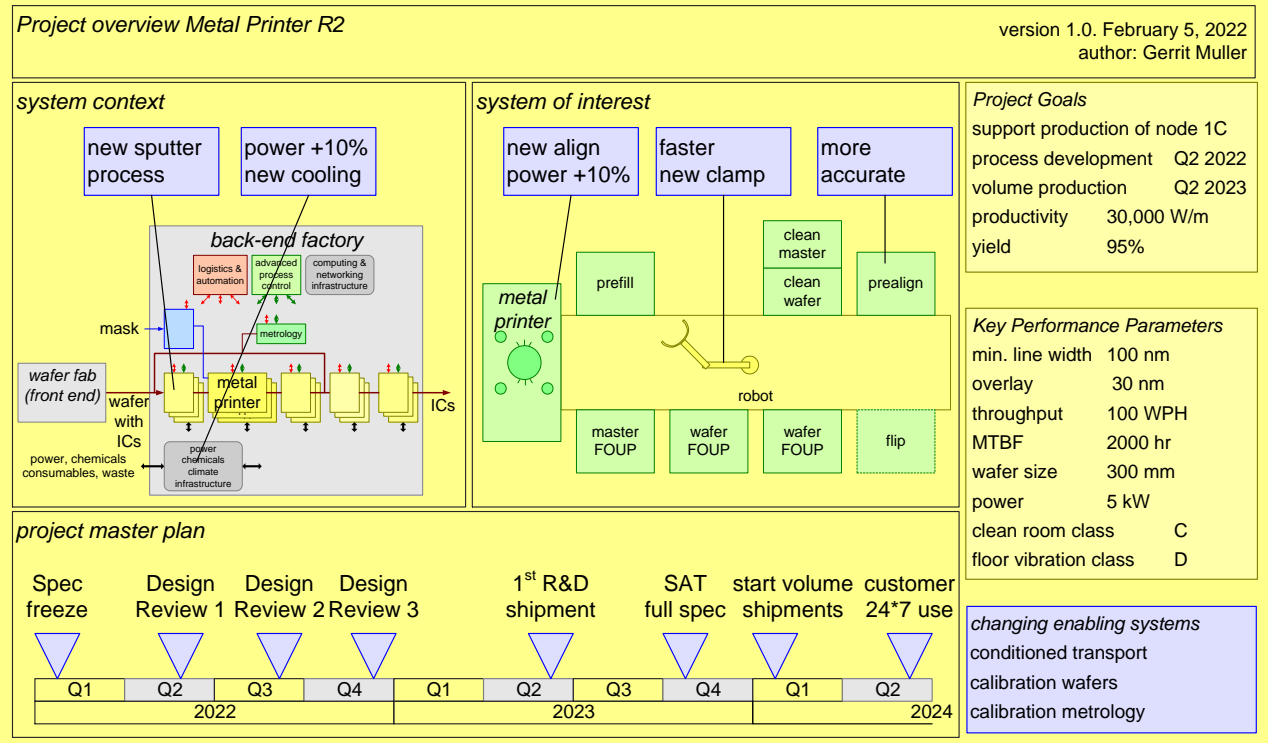 Project overview Metal Printer R2
version 1.0. February 5, 2022
author: Gerrit Muller
system context
new sputter
process
power +10%
new cooling
back-end factory
logistics &
automation
advanced
process
control
computing &
networking
infrastructure
mask
metrology
wafer fab
(front end)
metal
printer
wafer
with
ICs
ICs
power, chemicals
consumables, waste
power
chemicals
climate
infrastructure
system of interest
new align
power +10%
faster
new clamp
more
accurate
clean
master
clean
wafer
prefill
prealign
metal
printer
robot
master
FOUP
wafer
FOUP
wafer
FOUP
flip
Project Goals
support production of node 1C
process development Q2 2022
volume production Q2 2023
productivity 30,000 W/m
yield 95%
Key Performance Parameters
min. line width 100 nm
overlay 30 nm
throughput 100 WPH
MTBF 2000 hr
wafer size 300 mm
power 5 kW
clean room class C
floor vibration class D
project master plan
Spec
freeze
Design
Review 1
Design
Review 2
Design
Review 3
1st R&D
shipment
SAT
full spec
start volume
shipments
customer
24*7 use
Q1 Q2 Q3 Q4 Q1 Q2 Q3 Q4 Q1 Q2
2022 2023 2024
changing enabling systems
conditioned transport
calibration wafers
calibration metrology